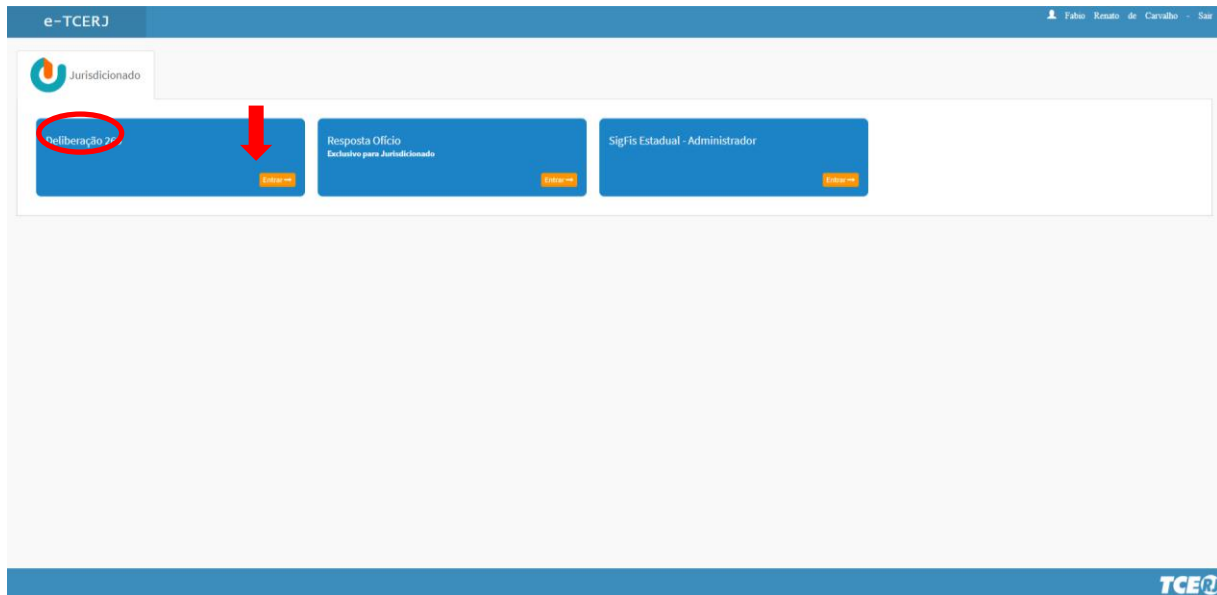 e-TCERJ
Fabio Renato de Carvalho - Sair
Jurisdicionado
Deliberação
Resposta Ofício
Exclusivo para Jurisdicionado
SigFis Estadual - Administrador
Entrar
Entrar
Entrar
TCERJ